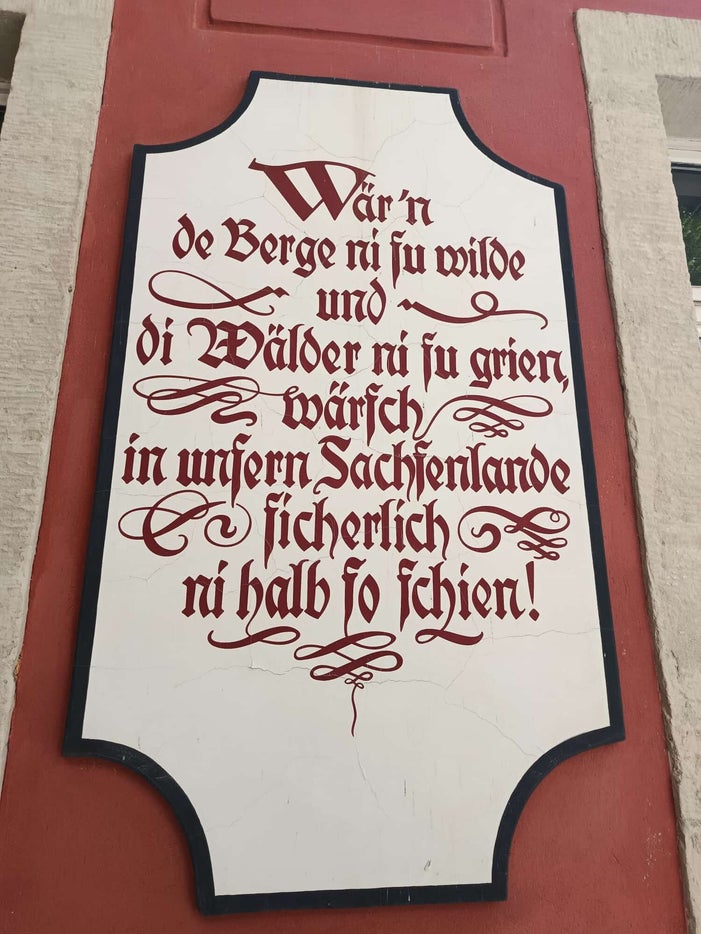 Wär'n
de Berge ni ſu wilde
und
di Wälder ni ſu grien,
wärſch
in unſern Sachſenlande
ſicherlich
ni halb ſo ſchien!